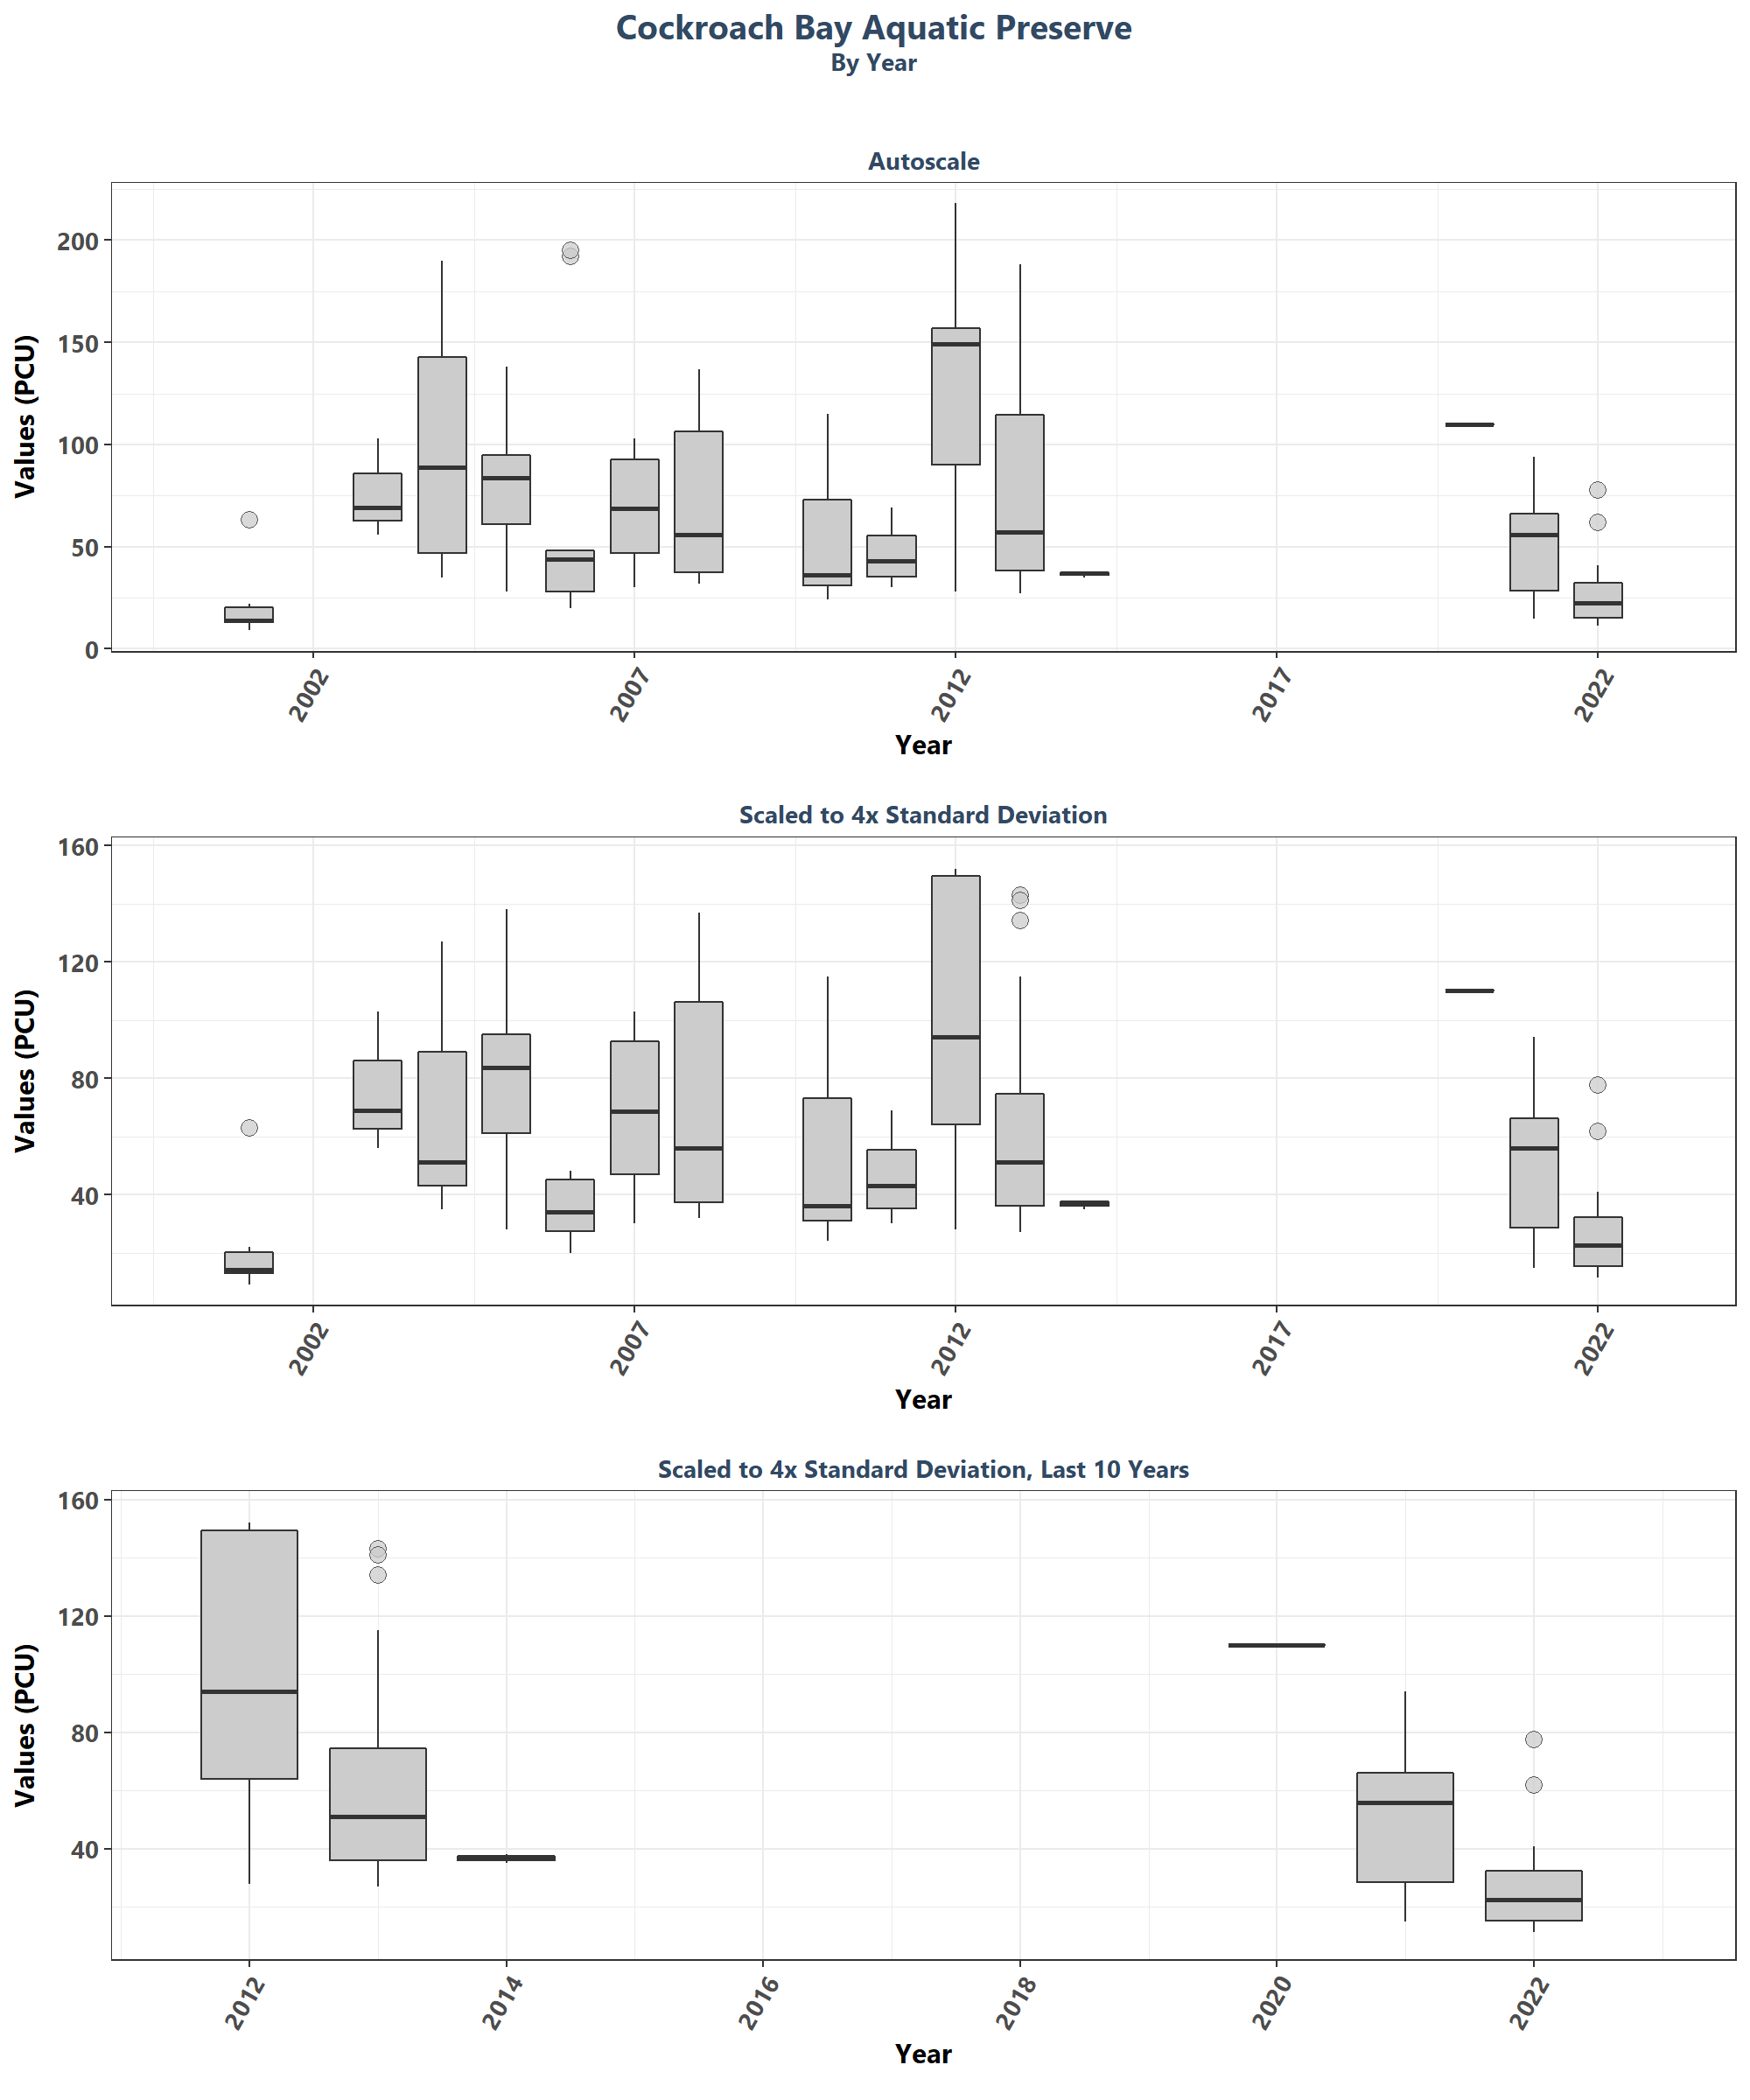 Cockroach Bay Aquatic Preserve
By Year
Autoscale
Values (PCU)
200
150
100
50
0
2002
2007
2012
2017
2022
Year
Scaled to 4x Standard Deviation
Values (PCU)
160
120
80
40
2002
2007
2012
2017
2022
Year
Scaled to 4x Standard Deviation, Last 10 Years
Values (PCU)
160
120
80
40
2012
2014
2016
2018
2020
2022
Year